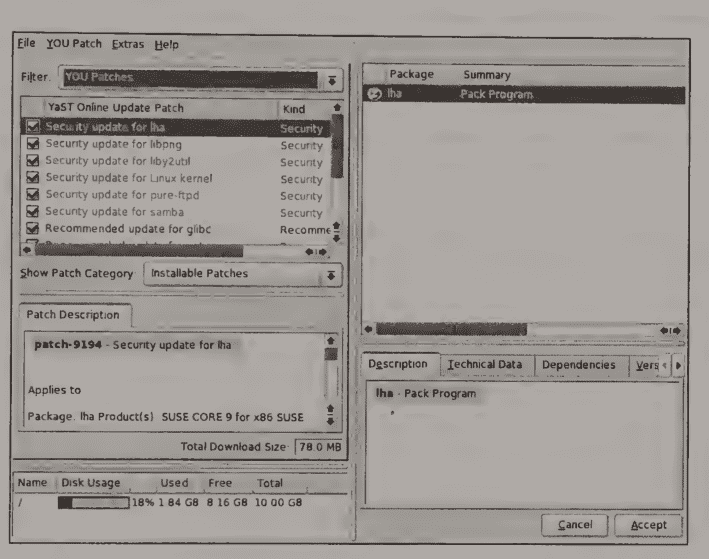 File YOU Patch Extras Help
Filter: YOU Patches
YaST Online Update Patch Kind
Security update for lha Security
Security update for libpng Security
Security update for liby2util Security
Security update for Linux kernel Security
Security update for pure-ftpd Security
Security update for samba Security
Recommended update for glibc Recomme
Show Patch Category: Installable Patches
Patch Description
patch-9194 - Security update for lha
Applies to
Package: lha Product(s) SUSE CORE 9 for x86 SUSE
Total Download Size: 78.0 MB
Name Disk Usage Used Free Total
/ 18% 1.84 GB 8.16 GB 10.00 GB
Package Summary
lha Pack Program
Description Technical Data Dependencies Vers
lha - Pack Program
Cancel Accept